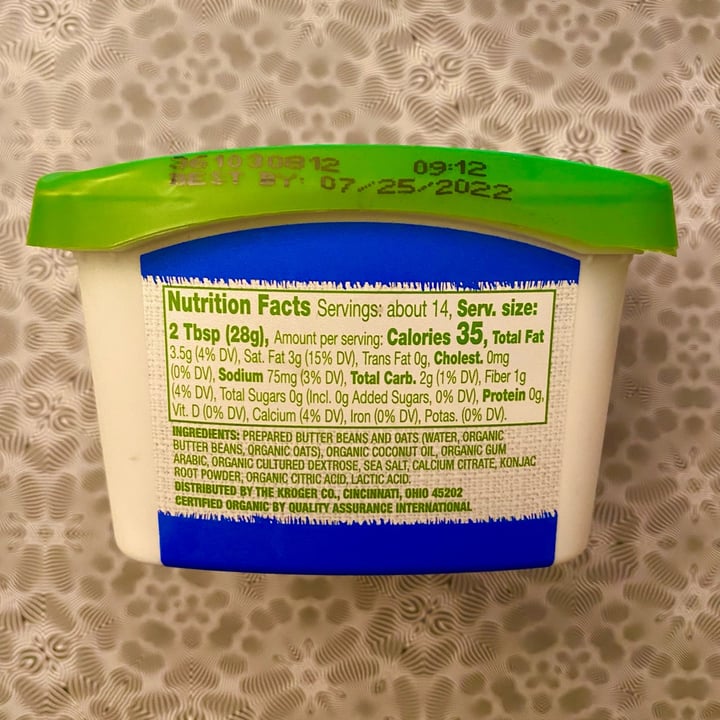 1030812 09:12
BEST BY: 07/25/2022
Nutrition Facts Servings: about 14, Serv. size:
2 Tbsp (28g), Amount per serving: Calories 35, Total Fat
3.5g (4% DV), Sat. Fat 3g (15% DV), Trans Fat 0g, Cholest. 0mg
(0% DV), Sodium 75mg (3% DV), Total Carb. 2g (1% DV), Fiber 1g
(4% DV), Total Sugars 0g (Incl. 0g Added Sugars, 0% DV), Protein 0g,
Vit. D (0% DV), Calcium (4% DV), Iron (0% DV), Potas. (0% DV).
INGREDIENTS: PREPARED BUTTER BEANS AND OATS (WATER, ORGANIC
BUTTER BEANS, ORGANIC OATS), ORGANIC COCONUT OIL, ORGANIC GUM
ARABIC, ORGANIC CULTURED DEXTROSE, SEA SALT, CALCIUM CITRATE, KONJAC
ROOT POWDER, ORGANIC CITRIC ACID, LACTIC ACID.
DISTRIBUTED BY THE KROGER CO., CINCINNATI, OHIO 45202
CERTIFIED ORGANIC BY QUALITY ASSURANCE INTERNATIONAL